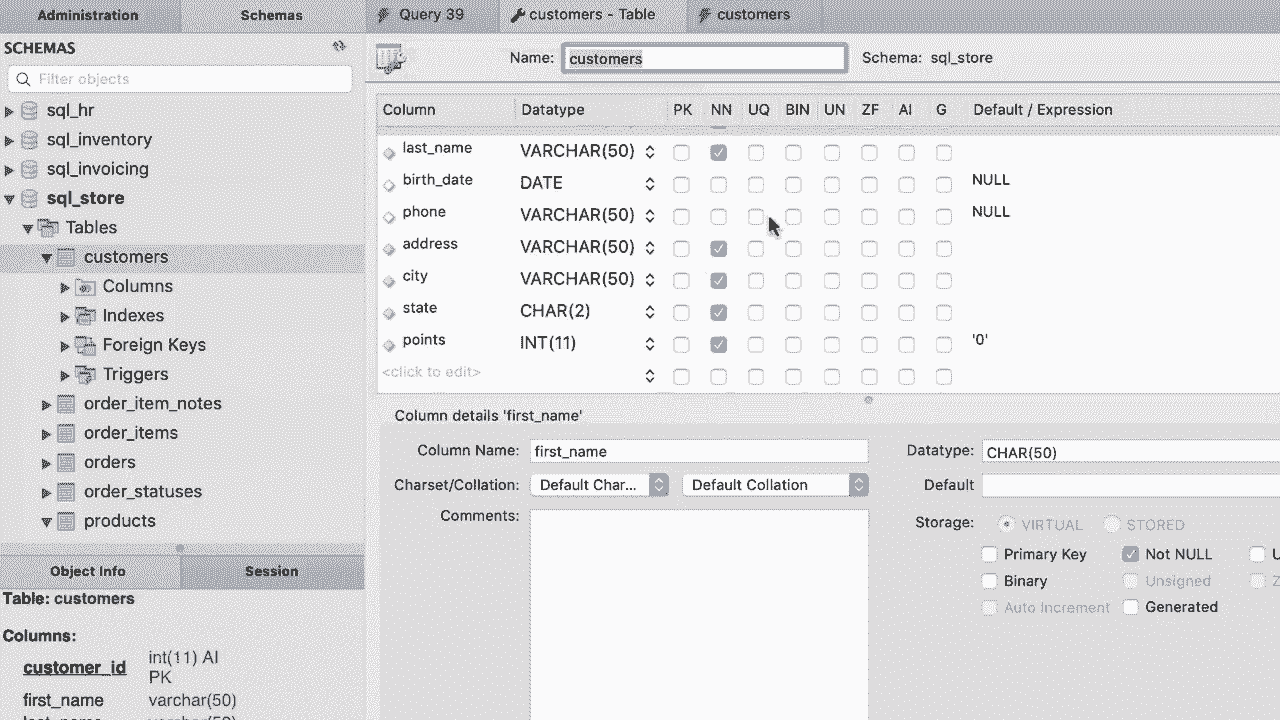 Administration Schemas Query 39 customers - Table customers
SCHEMAS
Filter objects
sql_hr
sql_inventory
sql_invoicing
sql_store
Tables
customers
Columns
Indexes
Foreign Keys
Triggers
order_item_notes
order_items
orders
order_statuses
products
Object Info Session
Table: customers
Columns:
customer_id int(11) AI
PK
first_name varchar(50)
Name: customers Schema: sql_store
Column Datatype PK NN UQ BIN UN ZF AI G Default / Expression
last_name VARCHAR(50)
birth_date DATE NULL
phone VARCHAR(50) NULL
address VARCHAR(50)
city VARCHAR(50)
state CHAR(2)
points INT(11) '0'
<click to edit>
Column details 'first_name'
Column Name: first_name Datatype: CHAR(50)
Charset/Collation: Default Char... Default Collation Default
Comments: Storage: VIRTUAL STORED
Primary Key Not NULL
Binary Unsigned
Auto Increment Generated